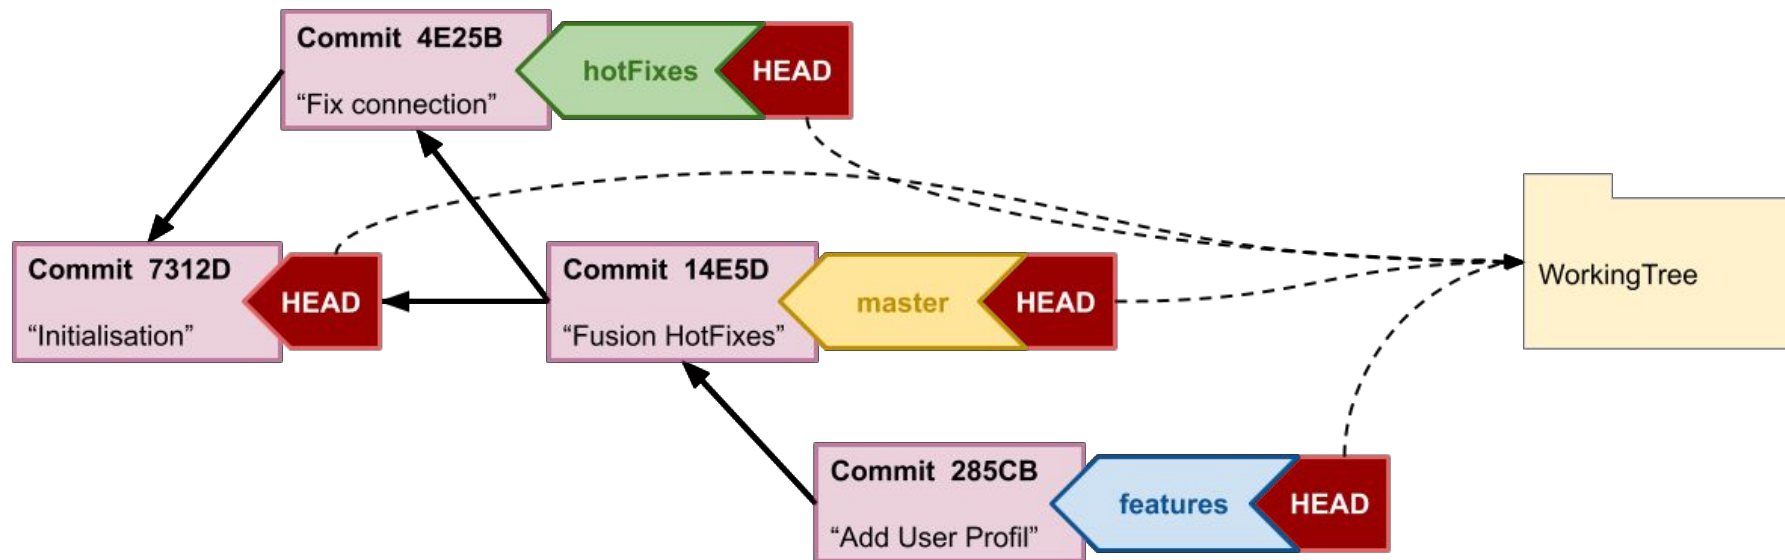 Commit 4E25B
“Fix connection”
hotFixes
HEAD
Commit 7312D
“Initialisation”
HEAD
Commit 14E5D
“Fusion HotFixes”
master
HEAD
WorkingTree
Commit 285CB
“Add User Profil”
features
HEAD